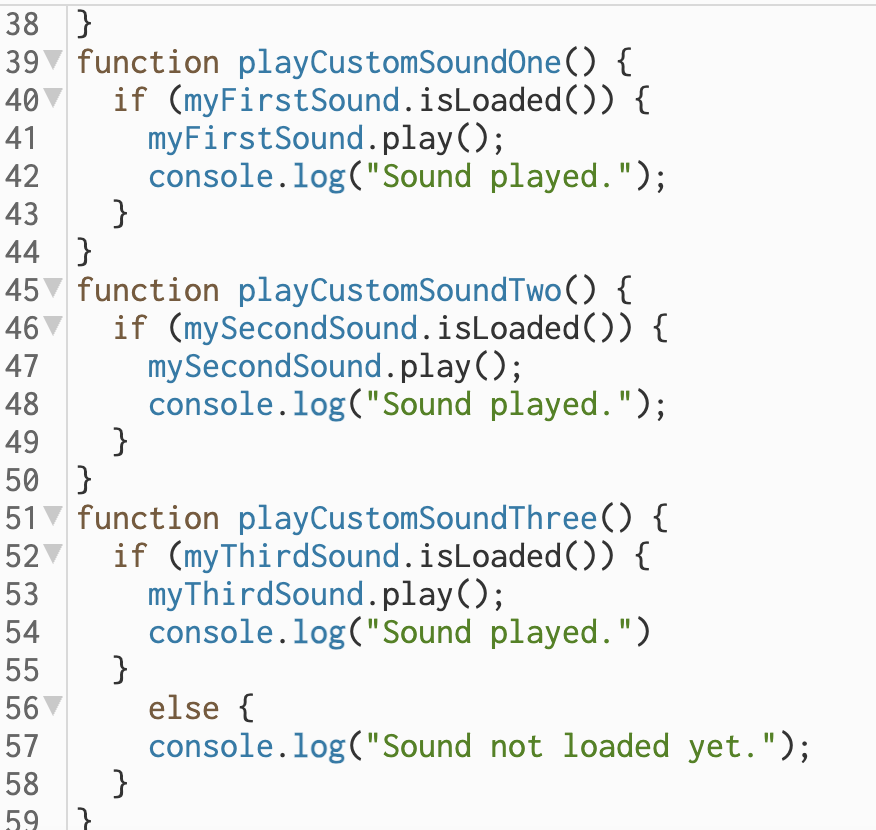 38 }
39 function playCustomSoundOne() {
40 if (myFirstSound.isLoaded()) {
41 myFirstSound.play();
42 console.log("Sound played.");
43 }
44 }
45 function playCustomSoundTwo() {
46 if (mySecondSound.isLoaded()) {
47 mySecondSound.play();
48 console.log("Sound played.");
49 }
50 }
51 function playCustomSoundThree() {
52 if (myThirdSound.isLoaded()) {
53 myThirdSound.play();
54 console.log("Sound played.")
55 }
56 else {
57 console.log("Sound not loaded yet.");
58 }
59 }